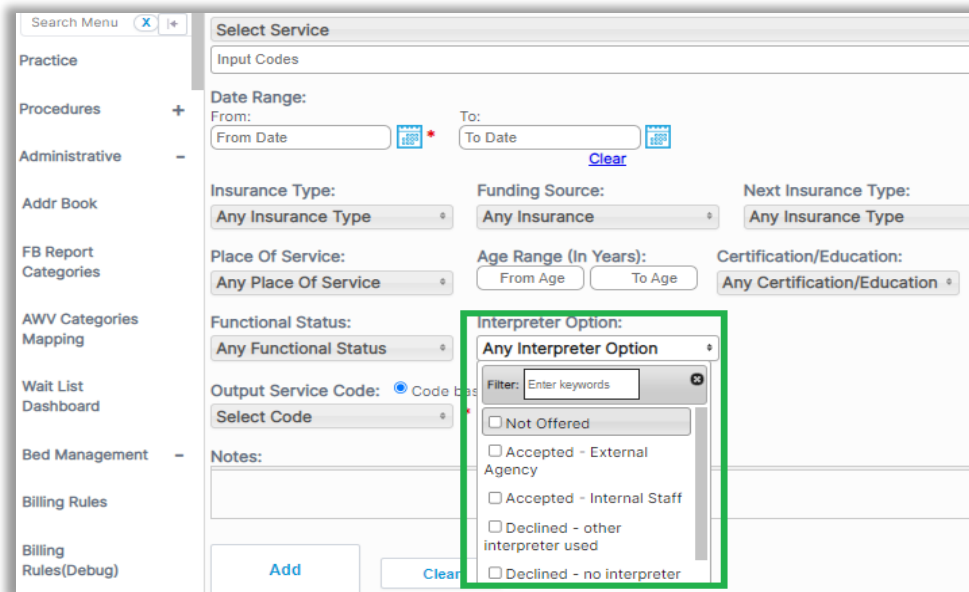 Search Menu X
Practice
Procedures +
Administrative -
Addr Book
FB Report
Categories
AWV Categories
Mapping
Wait List
Dashboard
Bed Management -
Billing Rules
Billing
Rules(Debug)
Select Service
Input Codes
Date Range:
From: To:
From Date * To Date
Clear
Insurance Type: Funding Source: Next Insurance Type:
Any Insurance Type Any Insurance Any Insurance Type
Place Of Service: Age Range (In Years): Certification/Education:
Any Place Of Service From Age To Age Any Certification/Education
Functional Status: Interpreter Option:
Any Functional Status Any Interpreter Option
Output Service Code: Code bas
Select Code *
Filter: Enter keywords
Not Offered
Accepted - External
Agency
Accepted - Internal Staff
Declined - other
interpreter used
Declined - no interpreter
Notes:
Add Clear